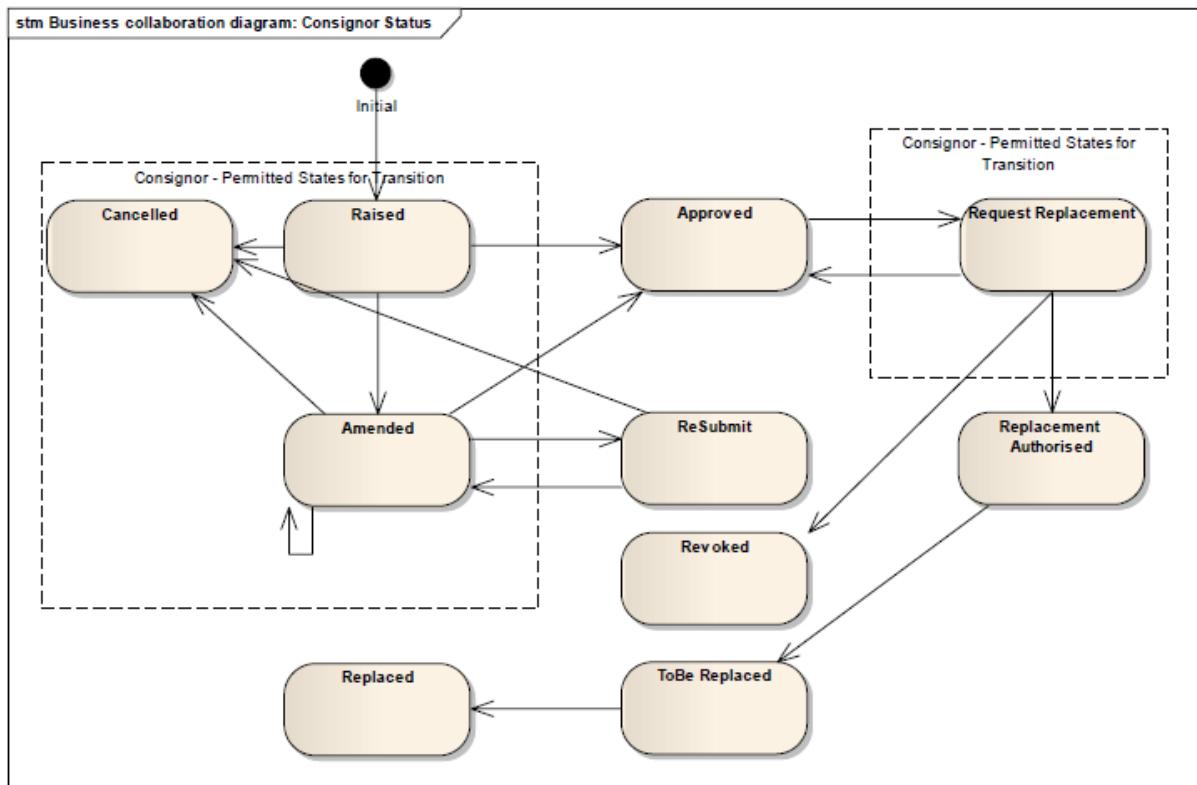 stm Business collaboration diagram: Consignor Status
Initial
Consignor - Permitted States for Transition
Consignor - Permitted States for
Transition
Cancelled
Raised
Approved
Request Replacement
Amended
ReSubmit
Replacement
Authorised
Revoked
Replaced
ToBe Replaced